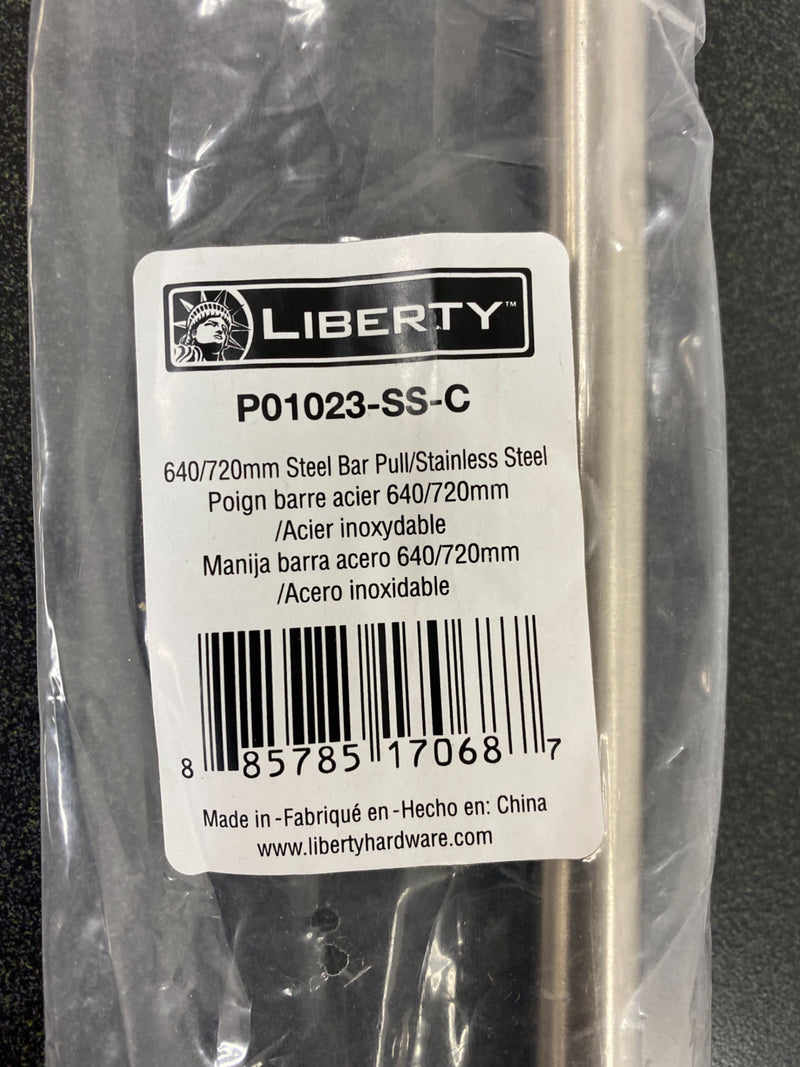 LIBERTY™
P01023-SS-C
640/720mm Steel Bar Pull/Stainless Steel
Poign barre acier 640/720mm
/Acier inoxydable
Manija barra acero 640/720mm
/Acero inoxidable
8 85785 17068 7
Made in -Fabriqué en -Hecho en: China
www.libertyhardware.com